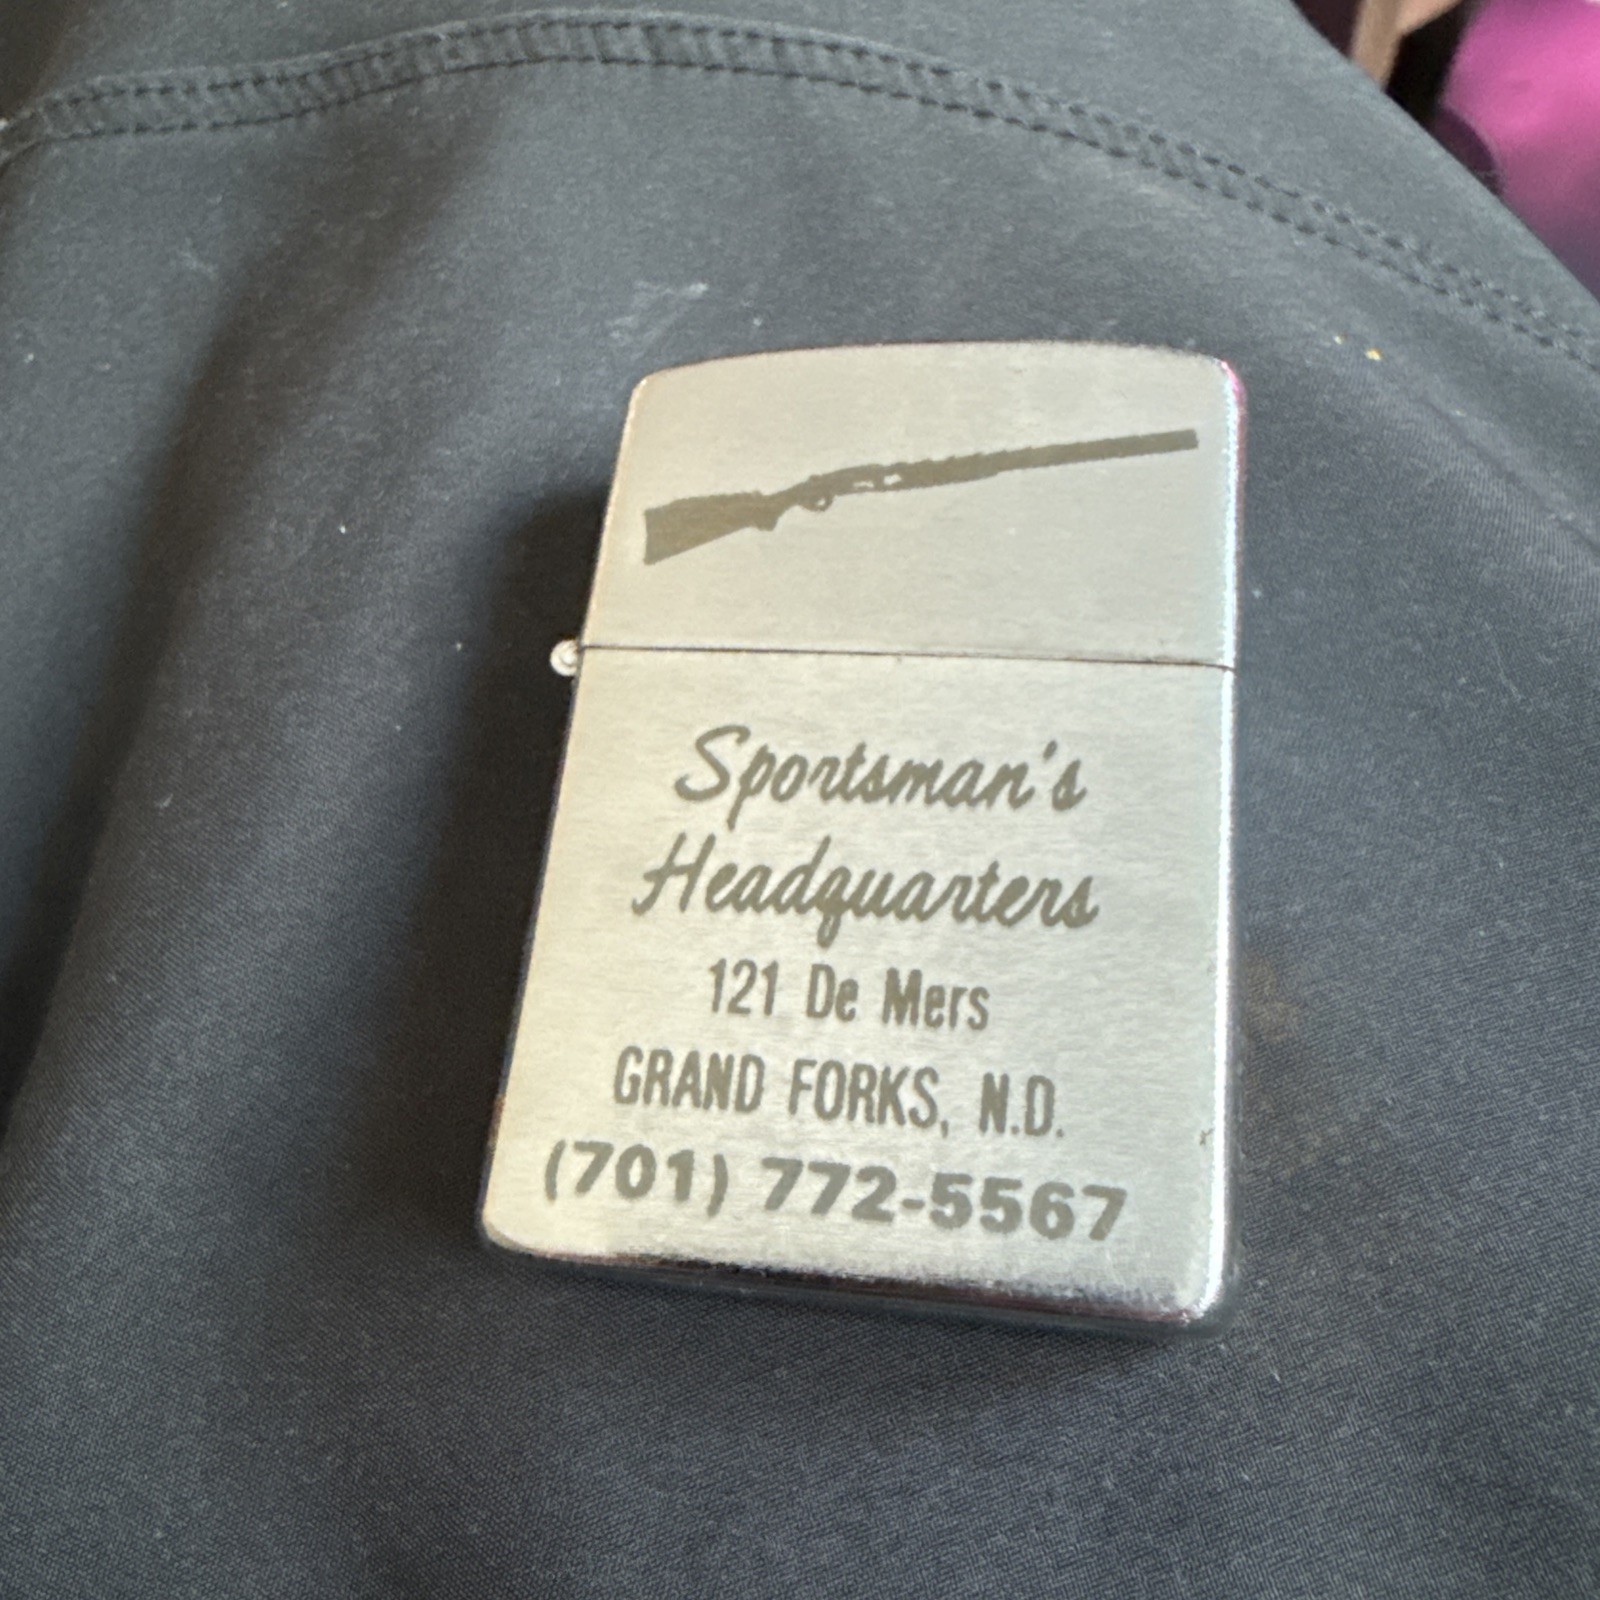 Sportsman's
Headquarters
121 De Mers
GRAND FORKS, N.D.
(701) 772-5567